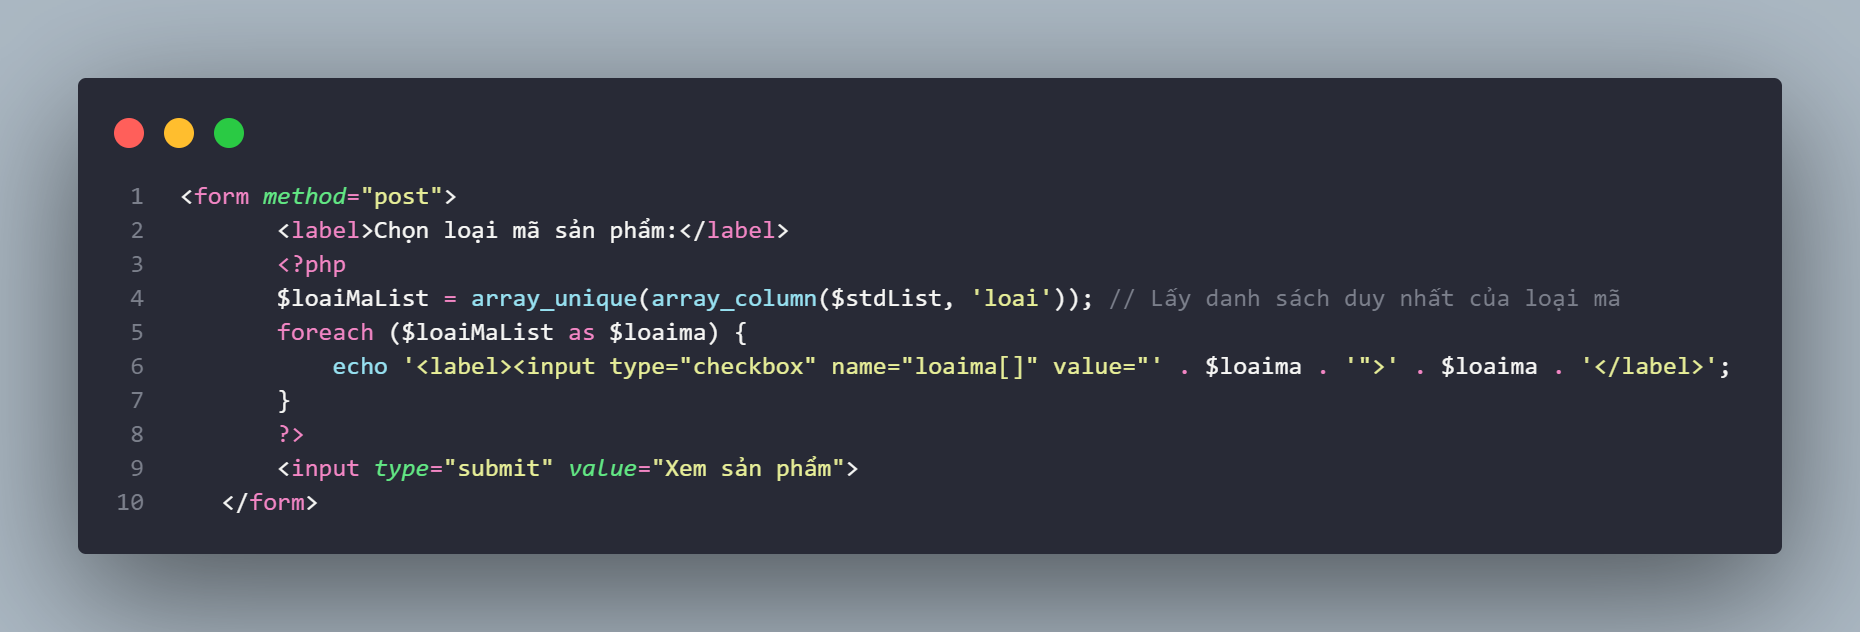 1 <form method="post">
2 <label>Chọn loại mã sản phẩm:</label>
3 <?php
4 $loaiMaList = array_unique(array_column($stdList, 'loai')); // Lấy danh sách duy nhất của loại mã
5 foreach ($loaiMaList as $loaima) {
6 echo '<label><input type="checkbox" name="loaima[]" value="' . $loaima . '">' . $loaima . '</label>';
7 }
8 ?>
9 <input type="submit" value="Xem sản phẩm">
10 </form>